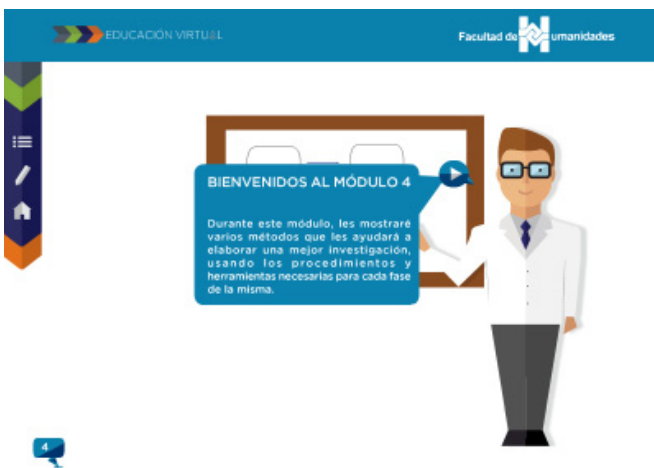 EDUCACIÓN VIRTUAL
Facultad de Humanidades
BIENVENIDOS AL MÓDULO 4
Durante este módulo, les mostraré
varios métodos que les ayudará a
elaborar una mejor investigación,
usando los procedimientos y
herramientas necesarias para cada fase
de la misma.
4